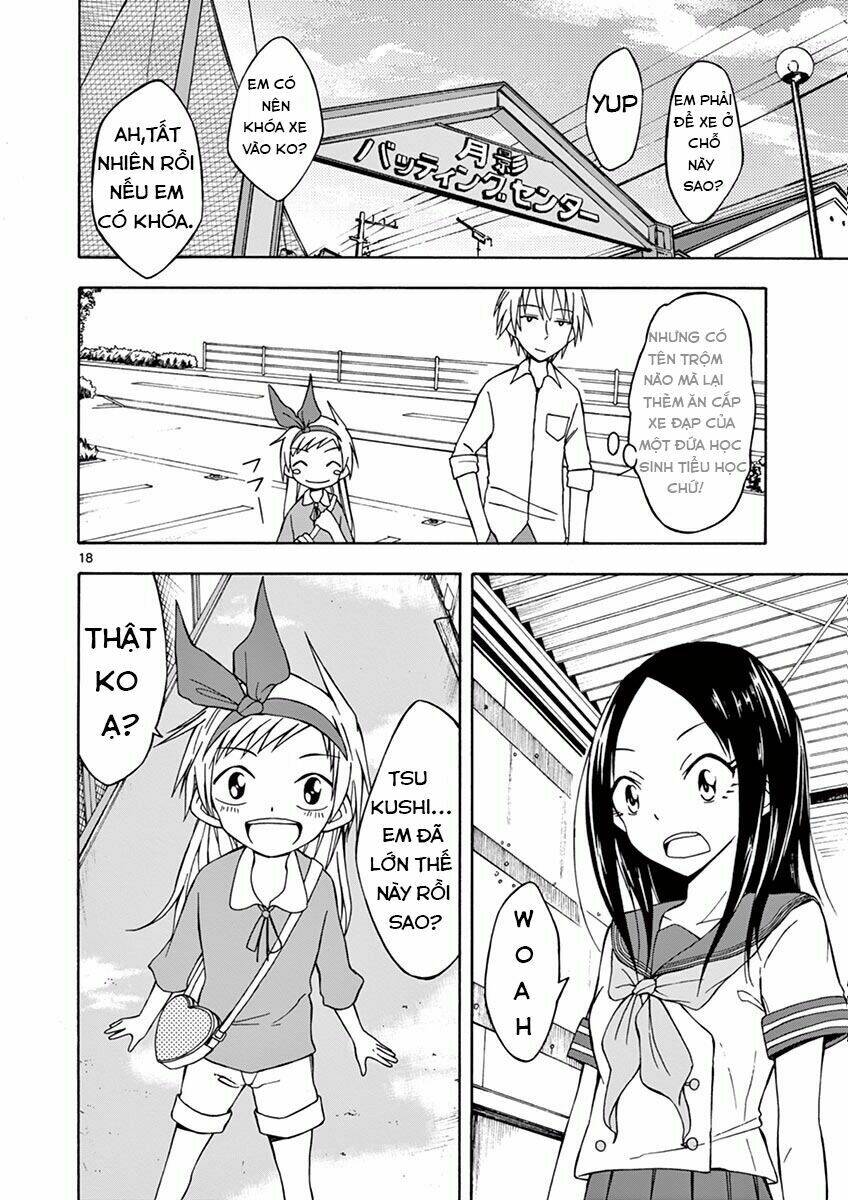 EM PHẢI
ĐỂ XE Ở
CHỖ
NÀY
SAO?
YUP
EM CÓ
NÊN
KHÓA XE
VÀO KO?
AH,TẤT
NHIÊN RỒI
NẾU EM
CÓ KHÓA.
月影
バッティングセンター
NHƯNG CÓ
TÊN TRỘM
NÀO MÀ LẠI
THÈM ĂN CẮP
XE ĐẠP CỦA
MỘT ĐỨA HỌC
SINH TIỂU HỌC
CHỨ!
18
W
O
A
H
TSU
KUSHI...
EM ĐÃ
LỚN THẾ
NÀY RỒI
SAO?
THẬT
KO
Ạ?